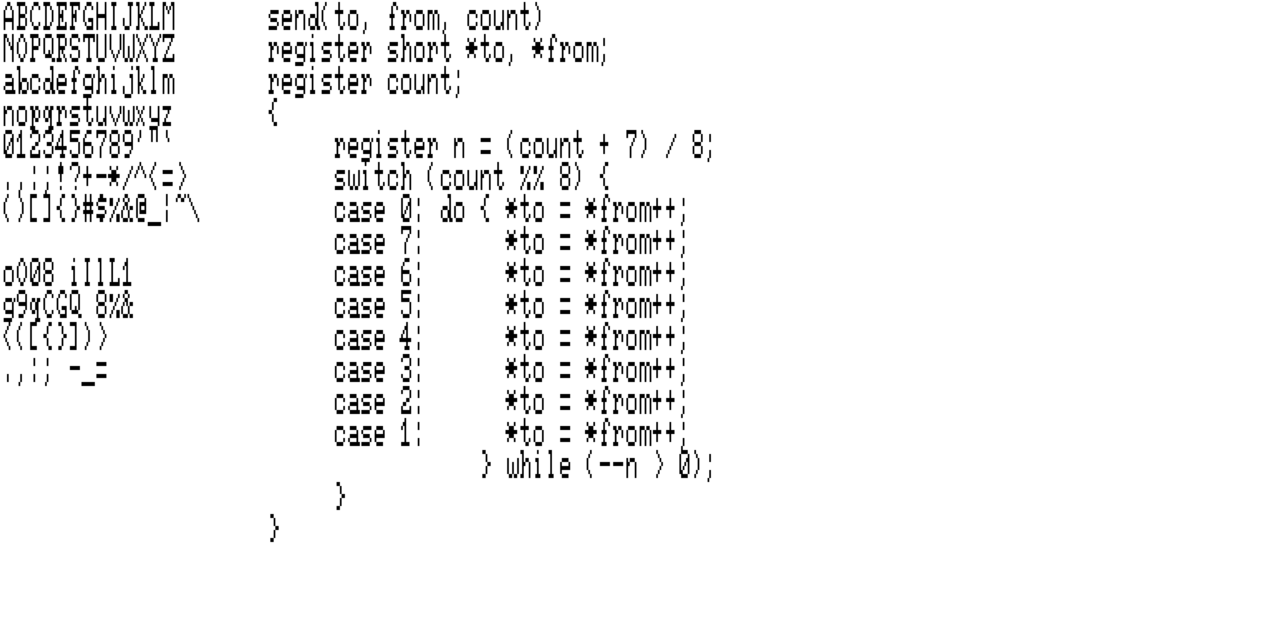 ABCDEFGHIJKLM
NOPQRSTUVWXYZ
abcdefghijklm
nopqrstuvwxyz
0123456789'"`
.,:;!?+-*/^<=>
()[]{}#$%&@_|~\
oO08 iIlL1
g9qCGQ 8%&
<([{}])>
.,:; -_=
send(to, from, count)
register short *to, *from;
register count;
{
    register n = (count + 7) / 8;
    switch (count %% 8) {
    case 0: do { *to = *from++;
    case 7:      *to = *from++;
    case 6:      *to = *from++;
    case 5:      *to = *from++;
    case 4:      *to = *from++;
    case 3:      *to = *from++;
    case 2:      *to = *from++;
    case 1:      *to = *from++;
               } while (--n > 0);
    }
}